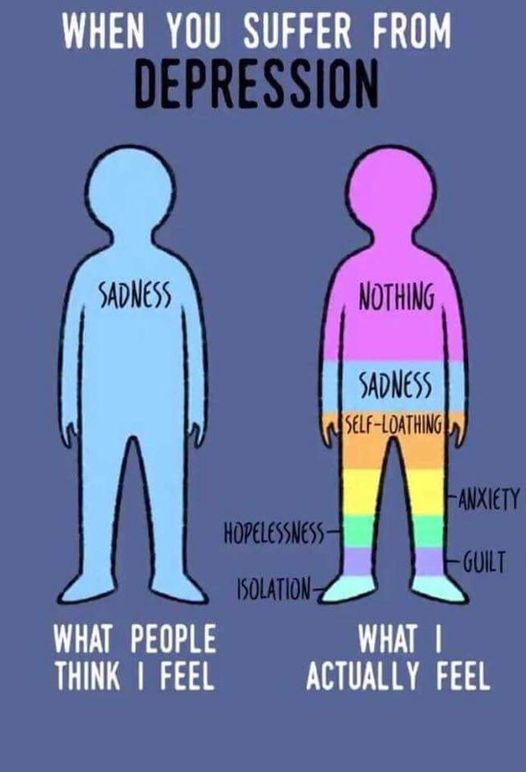 WHEN YOU SUFFER FROM
DEPRESSION
SADNESS
NOTHING
SADNESS
SELF-LOATHING
ANXIETY
HOPELESSNESS
GUILT
ISOLATION
WHAT PEOPLE
THINK I FEEL
WHAT I
ACTUALLY FEEL